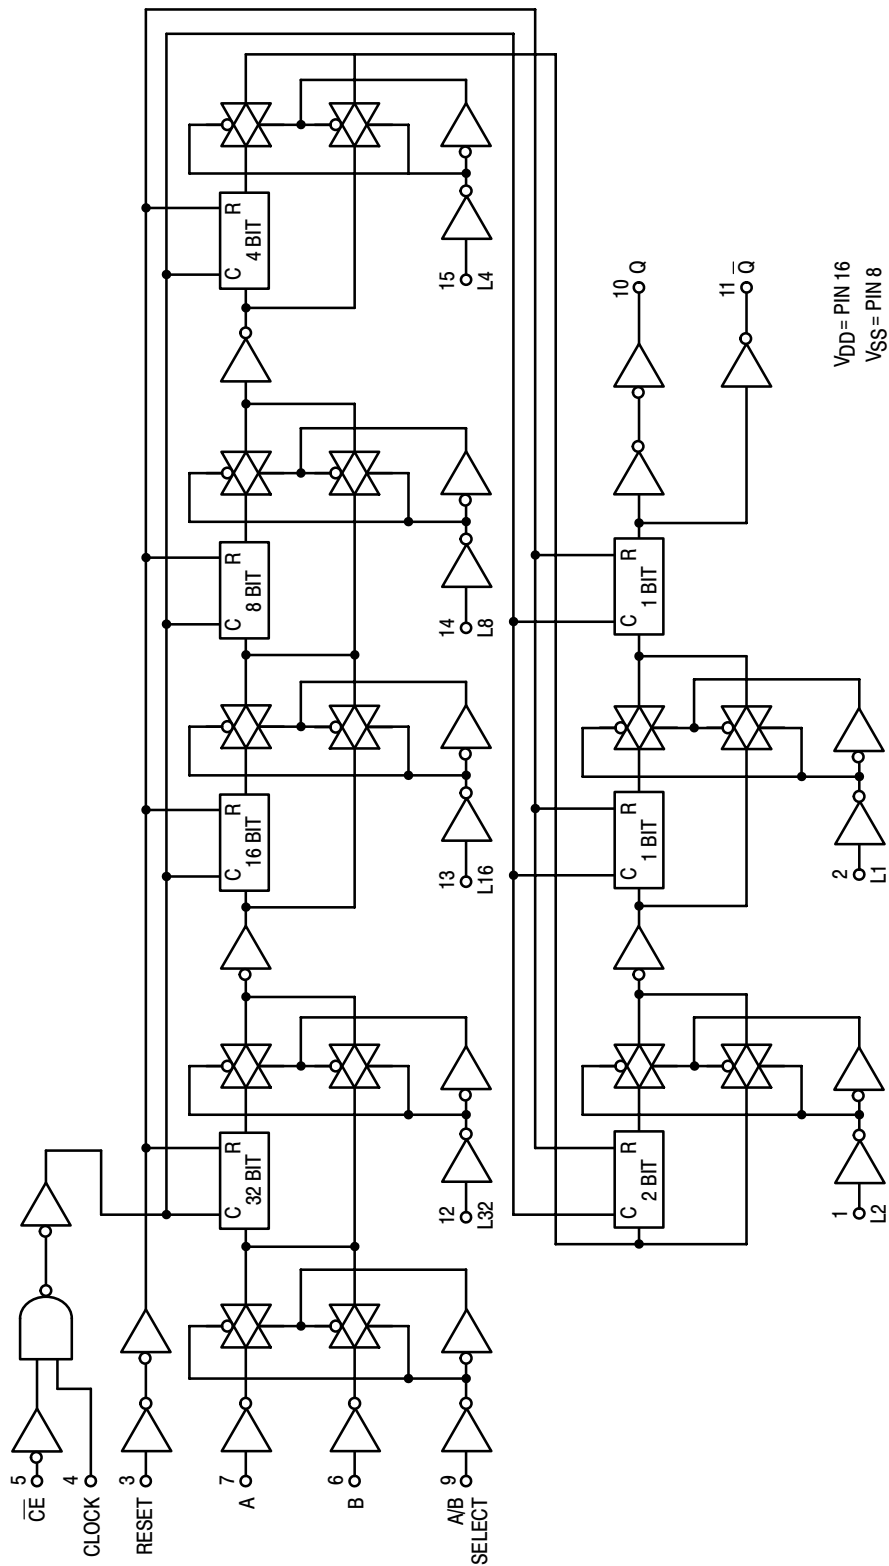 5
C̅E̅
4
CLOCK
3
RESET
C R
32 BIT
C R
16 BIT
C R
8 BIT
C R
4 BIT
7
A
6
B
9
A/B
SELECT
12
L32
13
L16
14
L8
15
L4
C R
2 BIT
C R
1 BIT
C R
1 BIT
10
Q
11
Q̅
1
L2
2
L1
VDD = PIN 16
VSS = PIN 8